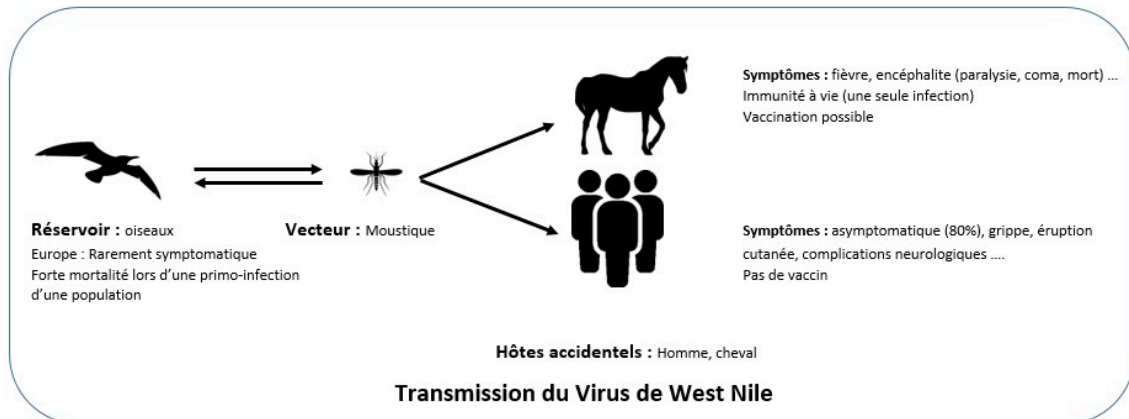 Symptômes : fièvre, encéphalite (paralysie, coma, mort) ...
Immunité à vie (une seule infection)
Vaccination possible
Réservoir : oiseaux
Europe : Rarement symptomatique
Forte mortalité lors d'une primo-infection
d'une population
Vecteur : Moustique
Symptômes : asymptomatique (80%), grippe, éruption
cutanée, complications neurologiques ....
Pas de vaccin
Hôtes accidentels : Homme, cheval
Transmission du Virus de West Nile